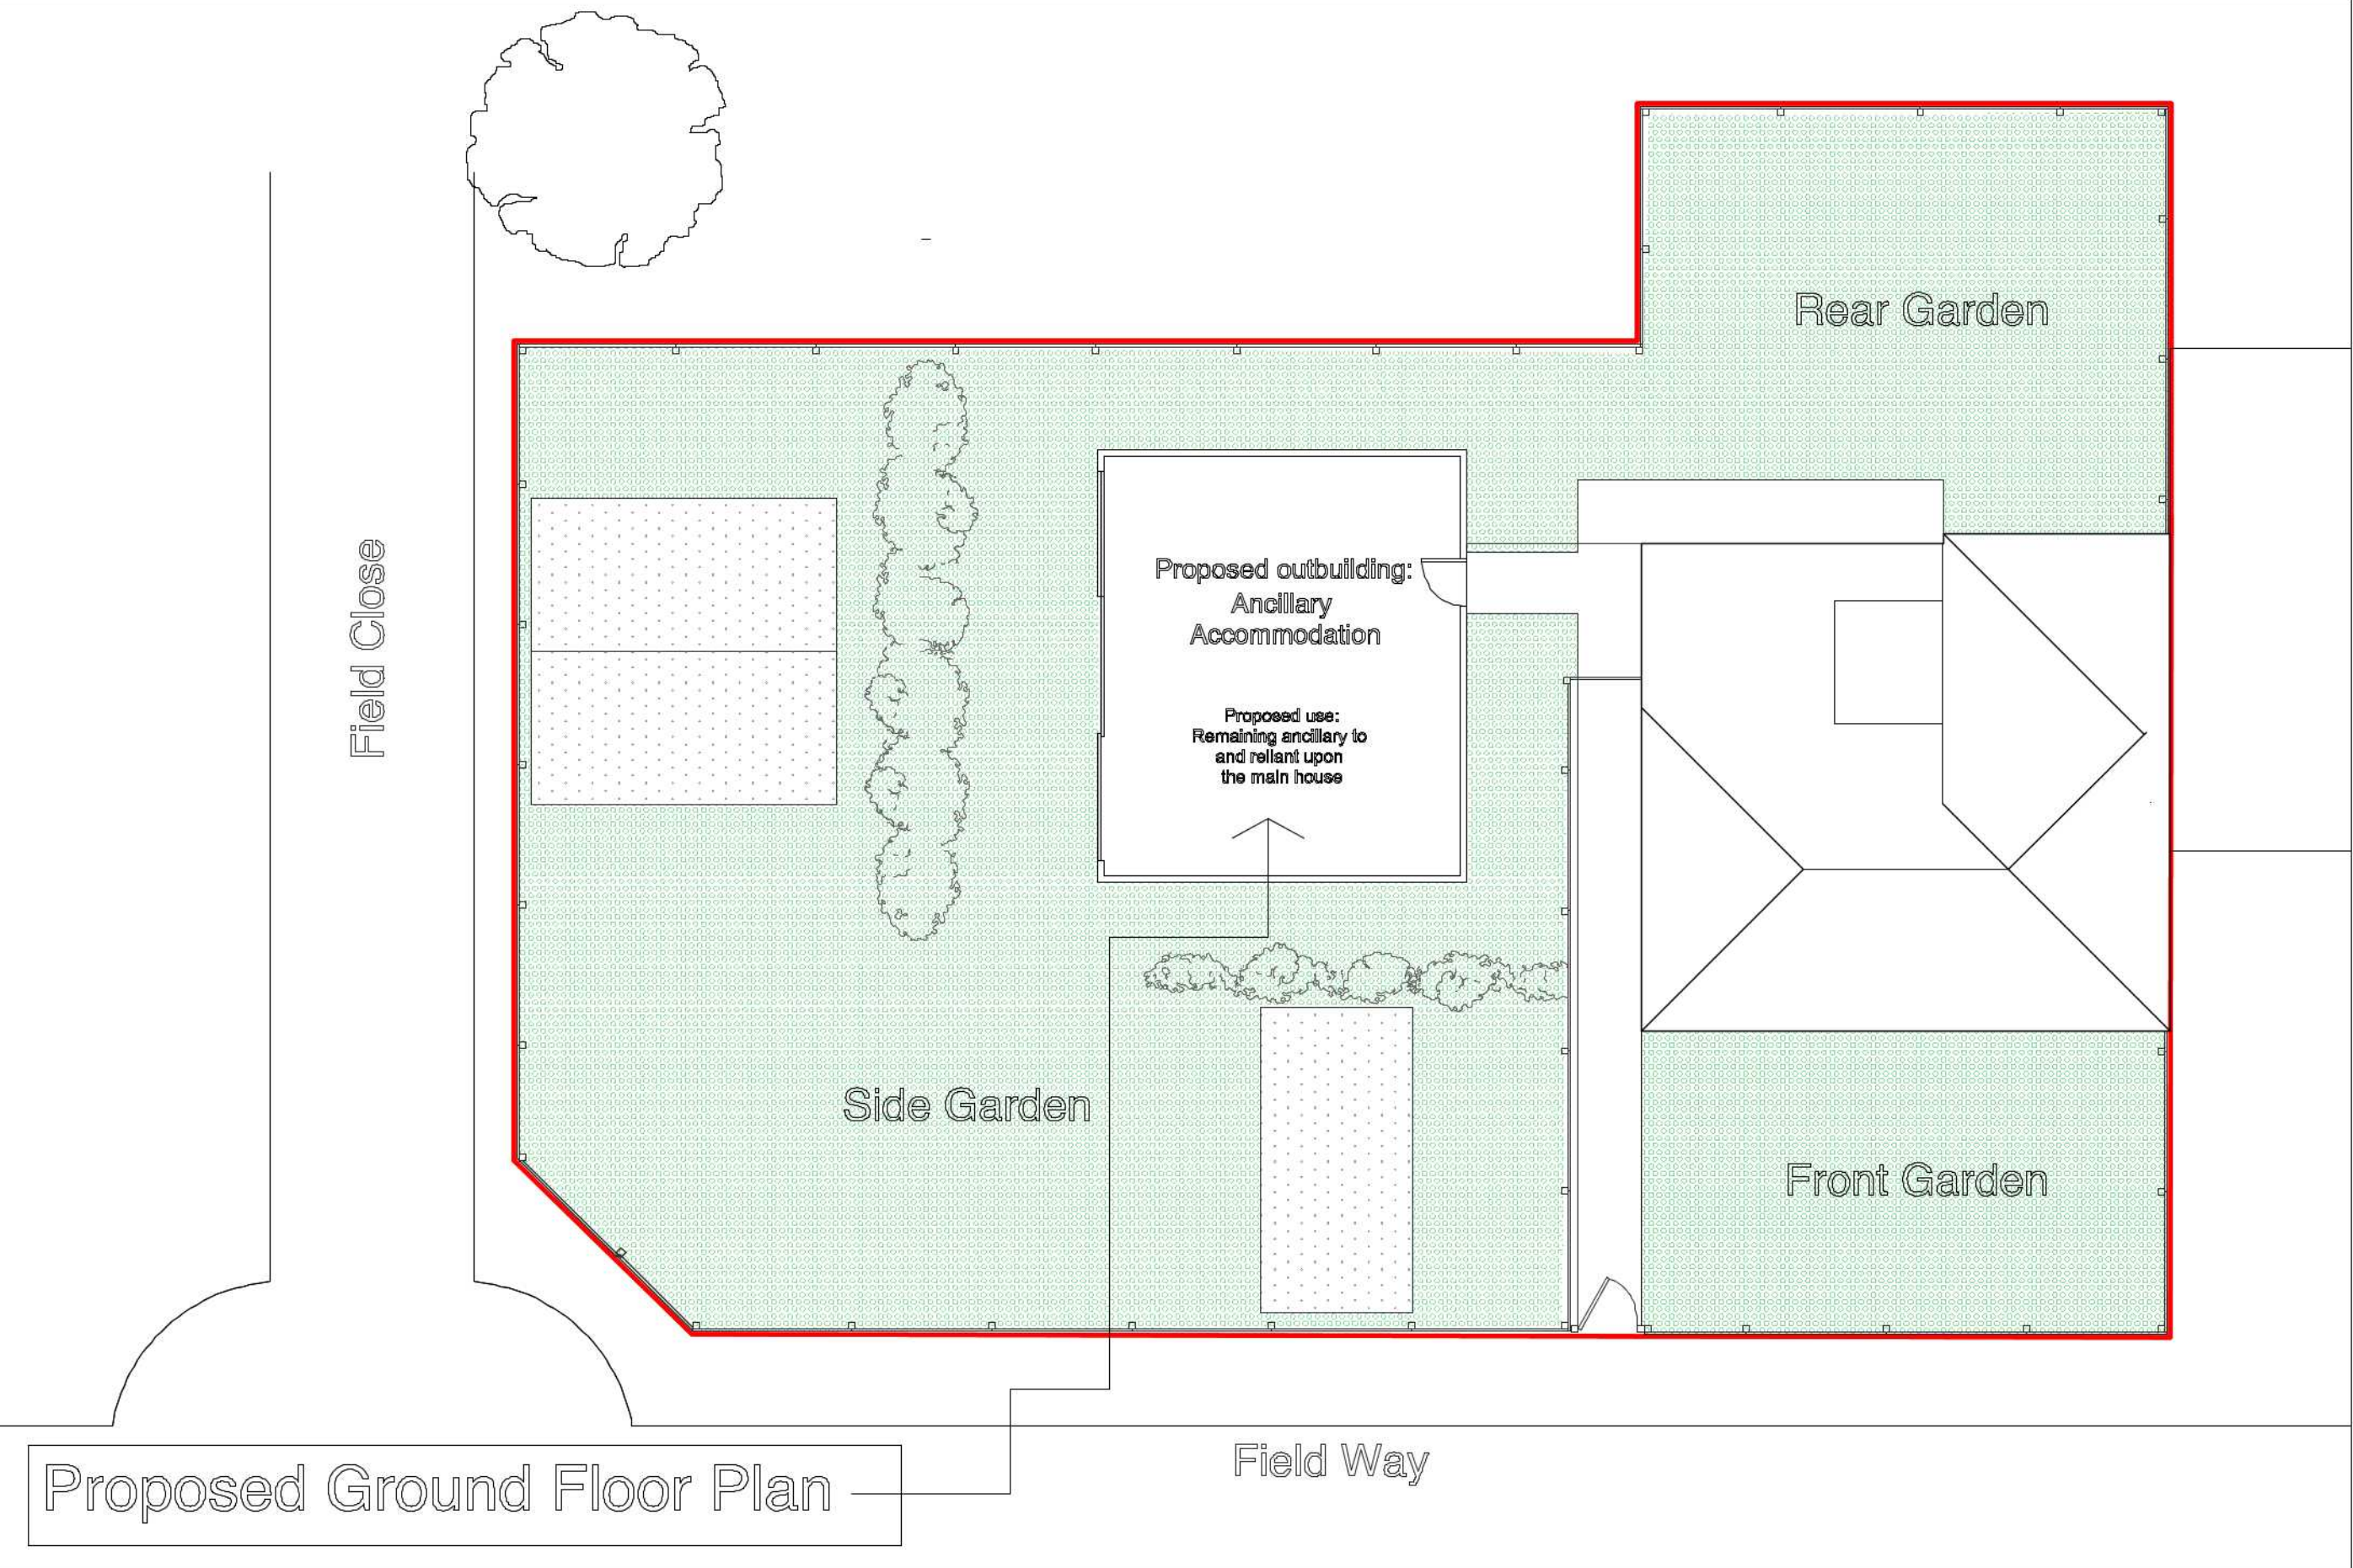 Rear Garden
Field Close
Proposed outbuilding:
Ancillary
Accommodation
Proposed use:
Remaining ancillary to
and reliant upon
the main house
Side Garden
Front Garden
Field Way
Proposed Ground Floor Plan